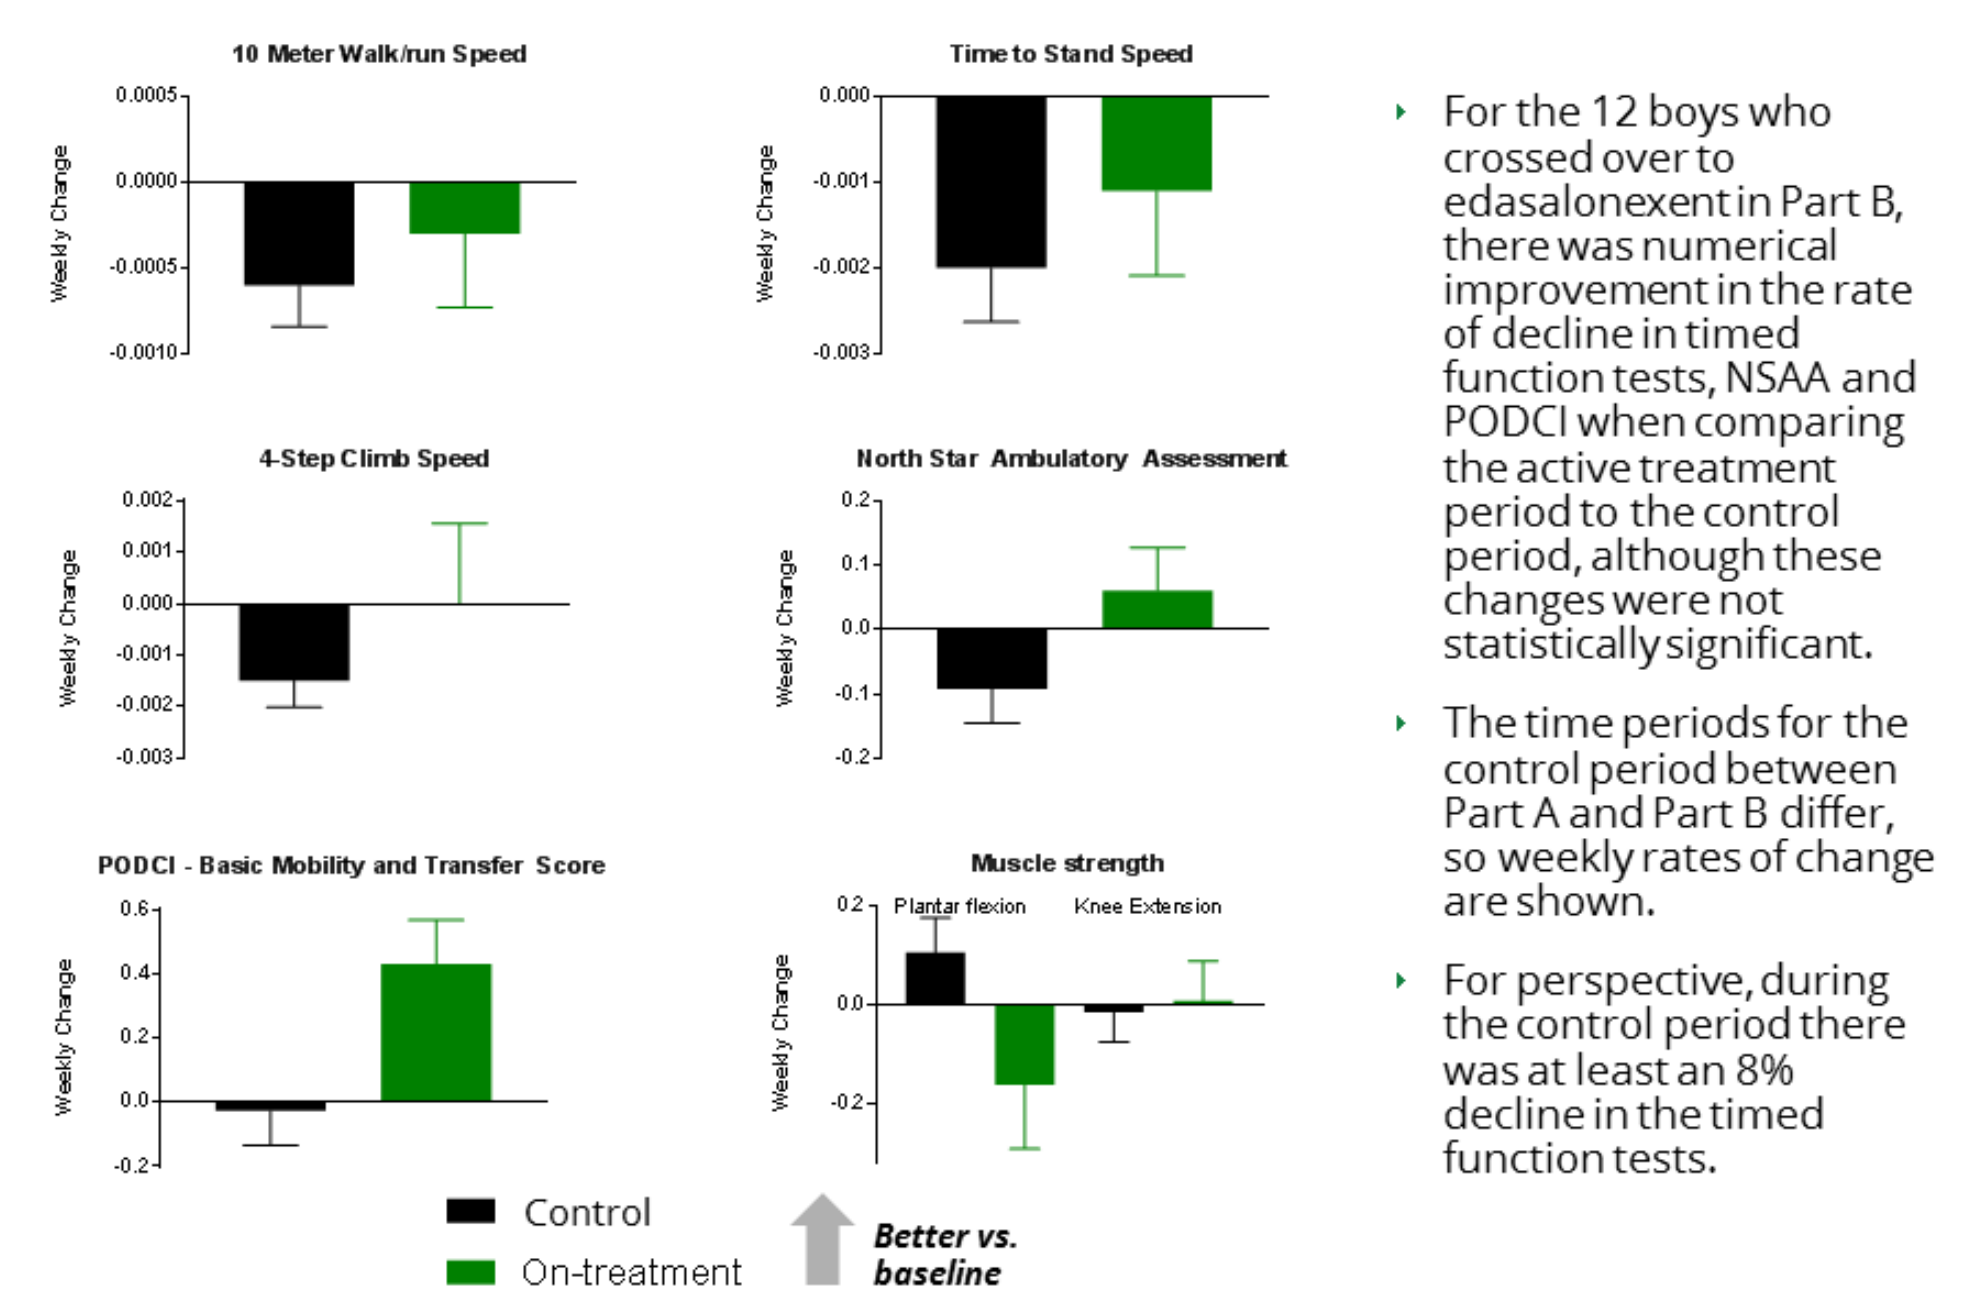 10 Meter Walk/run Speed
Weekly Change
0.0005
0.0000
-0.0005
-0.0010
Time to Stand Speed
Weekly Change
0.000
-0.001
-0.002
-0.003
4-Step Climb Speed
Weekly Change
0.002
0.001
0.000
-0.001
-0.002
-0.003
North Star Ambulatory Assessment
Weekly Change
0.2
0.1
0.0
-0.1
-0.2
PODCI - Basic Mobility and Transfer Score
Weekly Change
0.6
0.4
0.2
0.0
-0.2
Muscle strength
Plantar flexion Knee Extension
Weekly Change
0.2
0.0
-0.2
Control
On-treatment
Better vs.
baseline
For the 12 boys who
crossed over to
edasalonexent in Part B,
there was numerical
improvement in the rate
of decline in timed
function tests, NSAA and
PODCI when comparing
the active treatment
period to the control
period, although these
changes were not
statistically significant.
The time periods for the
control period between
Part A and Part B differ,
so weekly rates of change
are shown.
For perspective, during
the control period there
was at least an 8%
decline in the timed
function tests.